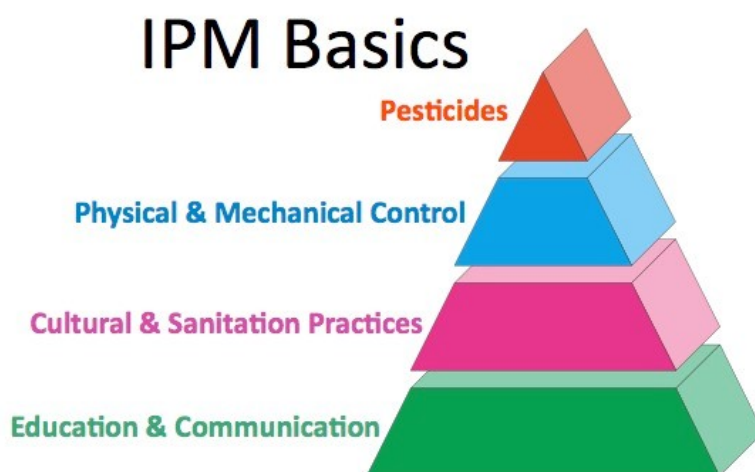 IPM Basics
Pesticides
Physical & Mechanical Control
Cultural & Sanitation Practices
Education & Communication